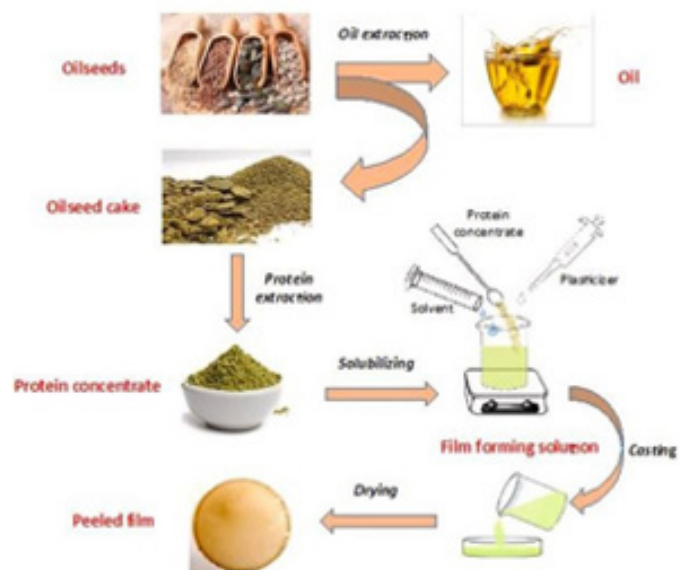 Oil extraction
Oilseeds
Oil
Oilseed cake
Protein
concentrate
Plasticizer
Solvent
Protein
extraction
Protein concentrate
Solubilizing
Film forming solution
Casting
Drying
Peeled film